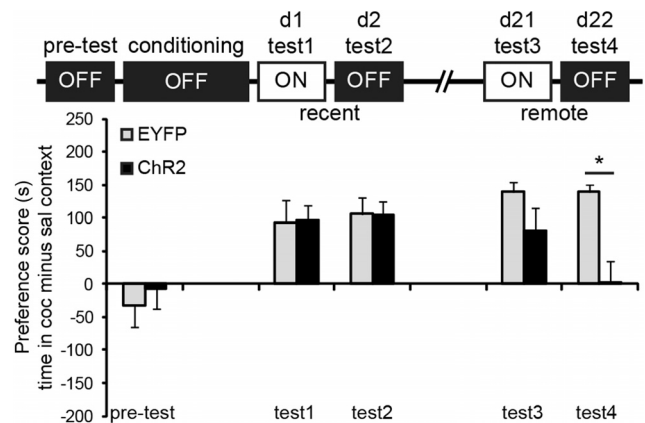 d1 d2 d21 d22
pre-test conditioning test1 test2 test3 test4
OFF OFF ON OFF ON OFF
recent remote
Preference score (s)
time in coc minus sal context
250
200
150
100
50
0
-50
-100
-150
-200
EYFP
ChR2
*
pre-test test1 test2 test3 test4